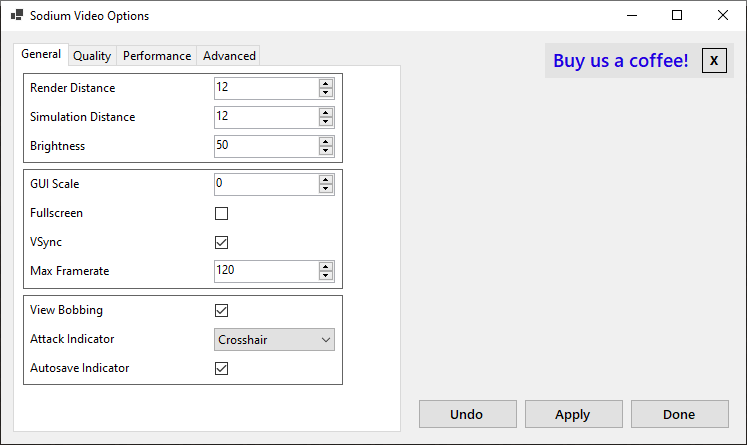 Sodium Video Options
General Quality Performance Advanced
Buy us a coffee! X
Render Distance 12
Simulation Distance 12
Brightness 50
GUI Scale 0
Fullscreen
VSync
Max Framerate 120
View Bobbing
Attack Indicator Crosshair
Autosave Indicator
Undo Apply Done